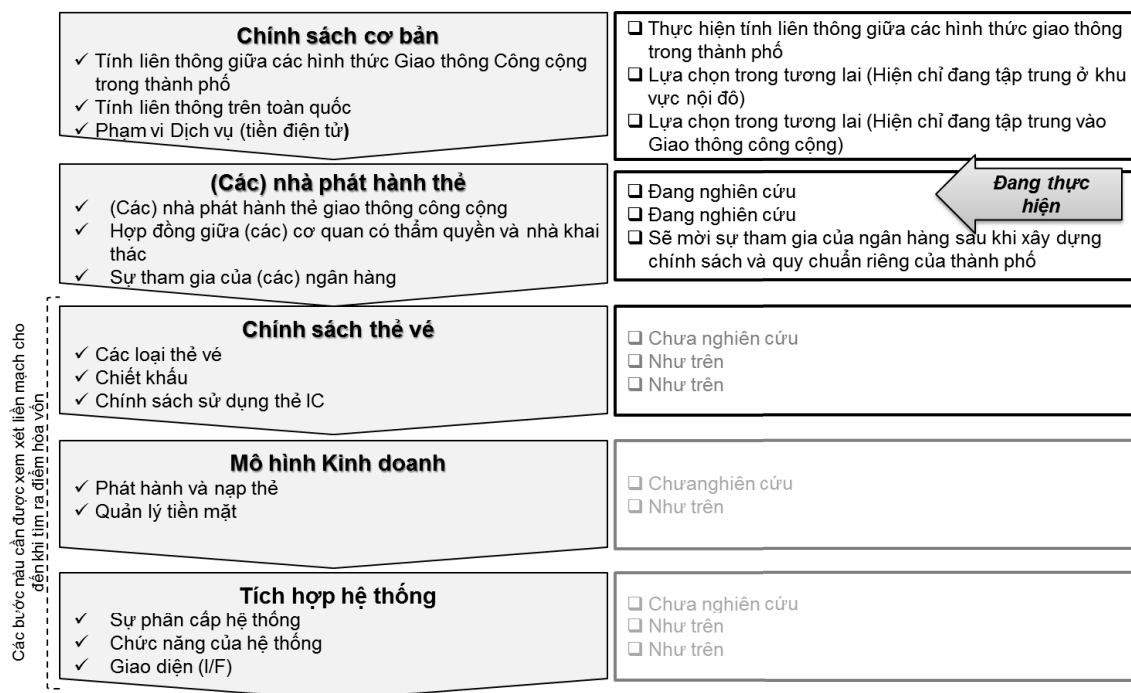 Chính sách cơ bản
✓ Tính liên thông giữa các hình thức Giao thông Công cộng
trong thành phố
✓ Tính liên thông trên toàn quốc
✓ Phạm vi Dịch vụ (tiền điện tử)
❑ Thực hiện tính liên thông giữa các hình thức giao thông
trong thành phố
❑ Lựa chọn trong tương lai (Hiện chỉ đang tập trung ở khu
vực nội đô)
❑ Lựa chọn trong tương lai (Hiện chỉ đang tập trung vào
Giao thông công cộng)
(Các) nhà phát hành thẻ
✓ (Các) nhà phát hành thẻ giao thông công cộng
✓ Hợp đồng giữa (các) cơ quan có thẩm quyền và nhà khai
thác
✓ Sự tham gia của (các) ngân hàng
❑ Đang nghiên cứu
❑ Đang nghiên cứu
❑ Sẽ mời sự tham gia của ngân hàng sau khi xây dựng
chính sách và quy chuẩn riêng của thành phố
Đang thực
hiện
Các bước nàu cần được xem xét liền mạch cho
đến khi tìm ra điểm hòa vốn
Chính sách thẻ vé
✓ Các loại thẻ vé
✓ Chiết khấu
✓ Chính sách sử dụng thẻ IC
❑ Chưa nghiên cứu
❑ Như trên
❑ Như trên
Mô hình Kinh doanh
✓ Phát hành và nạp thẻ
✓ Quản lý tiền mặt
❑ Chưanghiên cứu
❑ Như trên
Tích hợp hệ thống
✓ Sự phân cấp hệ thống
✓ Chức năng của hệ thống
✓ Giao diện (I/F)
❑ Chưa nghiên cứu
❑ Như trên
❑ Như trên